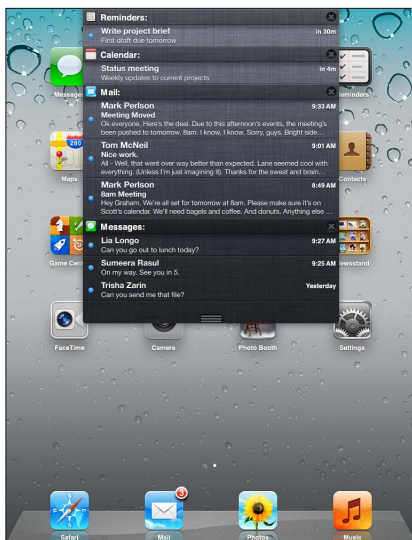 Reminders:
Write project brief in 30m
First draft due tomorrow
Calendar:
Status meeting in 4m
Weekly updates to current projects
Mail:
Mark Perlson 9:33 AM
Meeting Moved
Ok everyone, Here's the deal. Due to this afternoon's events, the meeting's
been pushed to tomorrow. 8am. I know, I know. Sorry, guys. Bright side…
Tom McNeil 9:01 AM
Nice work.
All - Well, that went over way better than expected. Lane seemed cool with
everything. (Unless I'm just imagining it). Thanks for the sweat and brain…
Mark Perlson 8:49 AM
8am Meeting
Hey Graham, We're all set for tomorrow at 8am. Please make sure it's on
Scott's calendar. We'll need bagels and coffee. And donuts. Anything else …
Messages:
Lia Longo 9:27 AM
Can you go out to lunch today?
Sumeera Rasul 9:25 AM
On my way. See you in 5.
Trisha Zarin Yesterday
Can you send me that file?
Messages
Reminders
280
Maps
Contacts
Game Cent
Newsstand
FaceTime
Camera
Photo Booth
Settings
3
Safari
Mail
Photos
Music